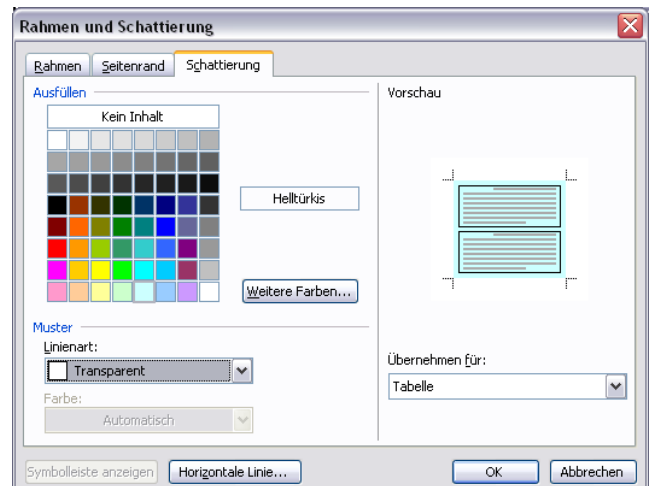 Rahmen und Schattierung
Rahmen Seitenrand Schattierung
Ausfüllen
Kein Inhalt
Helltürkis
Weitere Farben...
Muster
Linienart:
Transparent
Farbe:
Automatisch
Vorschau
Übernehmen für:
Tabelle
Symbolleiste anzeigen Horizontale Linie... OK Abbrechen